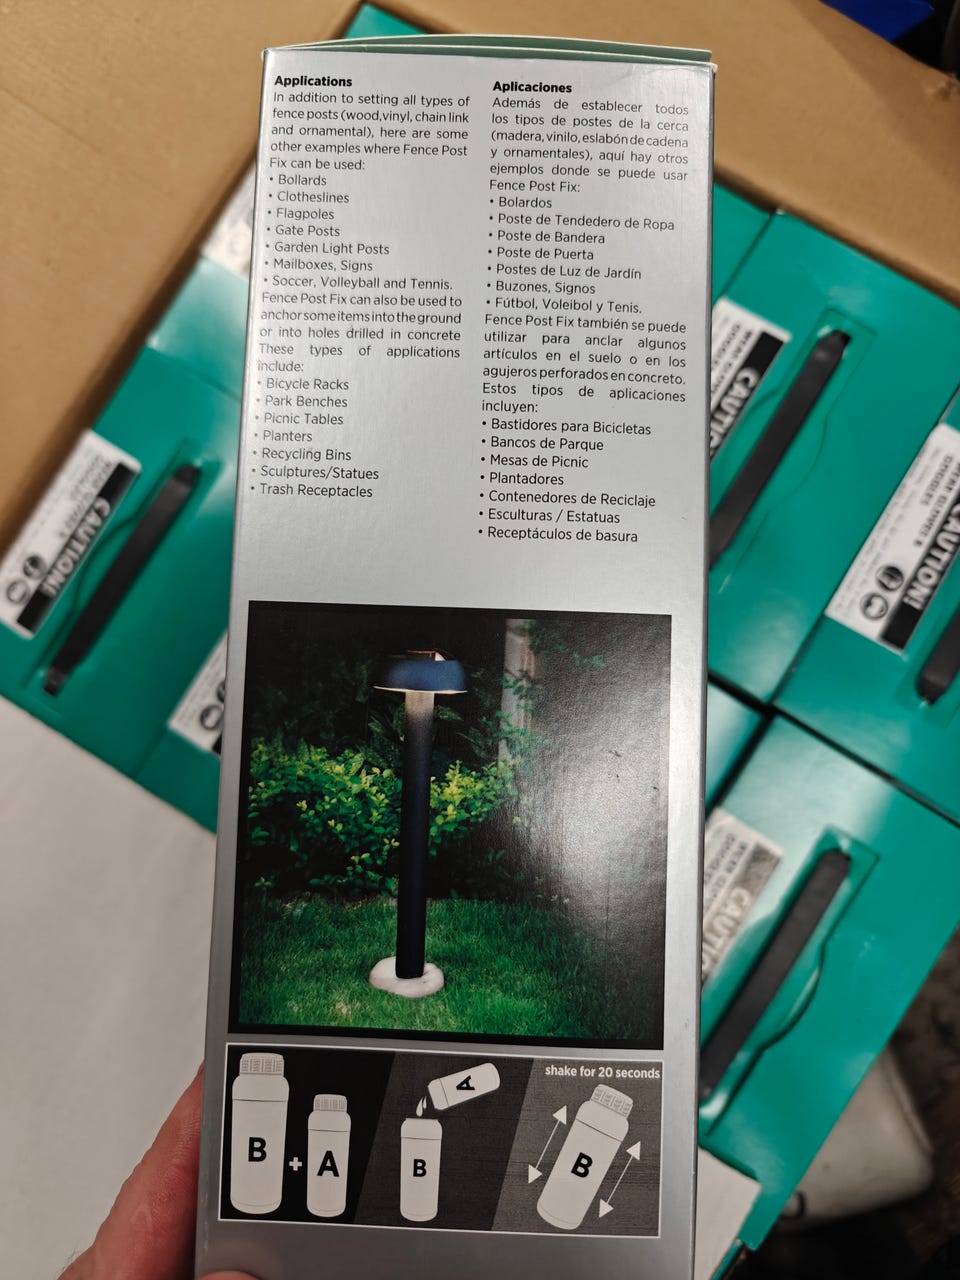 Applications
In addition to setting all types of
fence posts (wood,vinyl, chain link
and ornamental), here are some
other examples where Fence Post
Fix can be used:
• Bollards
• Clotheslines
• Flagpoles
• Gate Posts
• Garden Light Posts
• Mailboxes, Signs
• Soccer, Volleyball and Tennis.
Fence Post Fix can also be used to
anchor some items into the ground
or into holes drilled in concrete
These types of applications
include:
• Bicycle Racks
• Park Benches
• Picnic Tables
• Planters
• Recycling Bins
• Sculptures/Statues
• Trash Receptacles
Aplicaciones
Además de establecer todos
los tipos de postes de la cerca
(madera, vinilo, eslabón de cadena
y ornamentales), aquí hay otros
ejemplos donde se puede usar
Fence Post Fix:
• Bolardos
• Poste de Tendedero de Ropa
• Poste de Bandera
• Poste de Puerta
• Postes de Luz de Jardín
• Buzones, Signos
• Fútbol, Voleibol y Tenis.
Fence Post Fix también se puede
utilizar para anclar algunos
artículos en el suelo o en los
agujeros perforados en concreto.
Estos tipos de aplicaciones
incluyen:
• Bastidores para Bicicletas
• Bancos de Parque
• Mesas de Picnic
• Plantadores
• Contenedores de Reciclaje
• Esculturas / Estatuas
• Receptáculos de basura
B + A
A
B
shake for 20 seconds
B
CAUTION!
CAUTION!
CAUTION!
CAUTION!